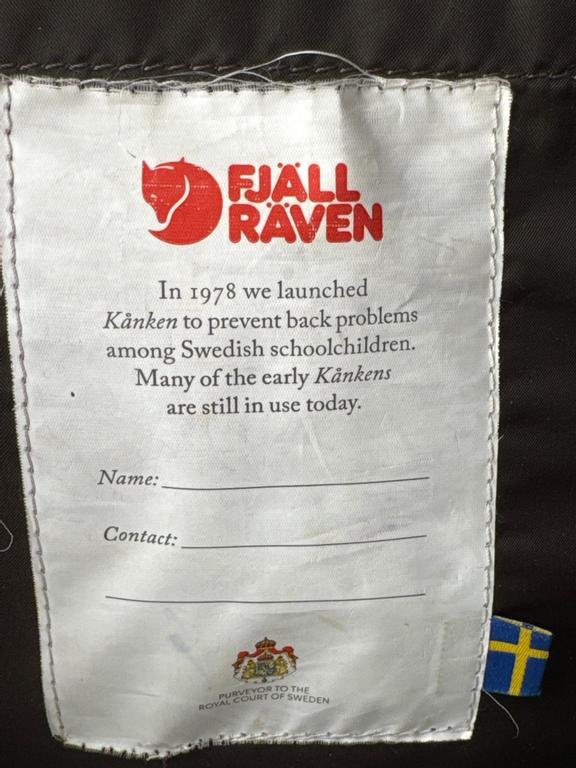 FJÄLL
RÄVEN
In 1978 we launched
Kånken to prevent back problems
among Swedish schoolchildren.
Many of the early Kånkens
are still in use today.
Name:
Contact:
PURVEYOR TO THE
ROYAL COURT OF SWEDEN